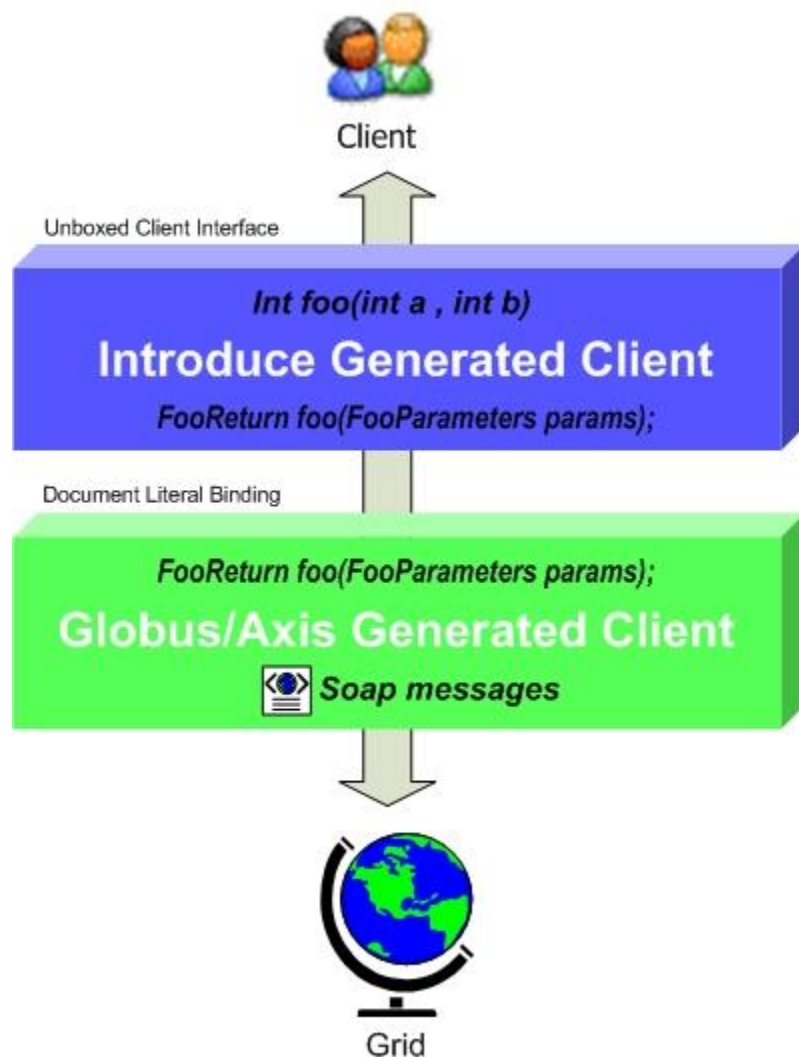 Client
Unboxed Client Interface
Int foo(int a , int b)
Introduce Generated Client
FooReturn foo(FooParameters params);
Document Literal Binding
FooReturn foo(FooParameters params);
Globus/Axis Generated Client
Soap messages
Grid